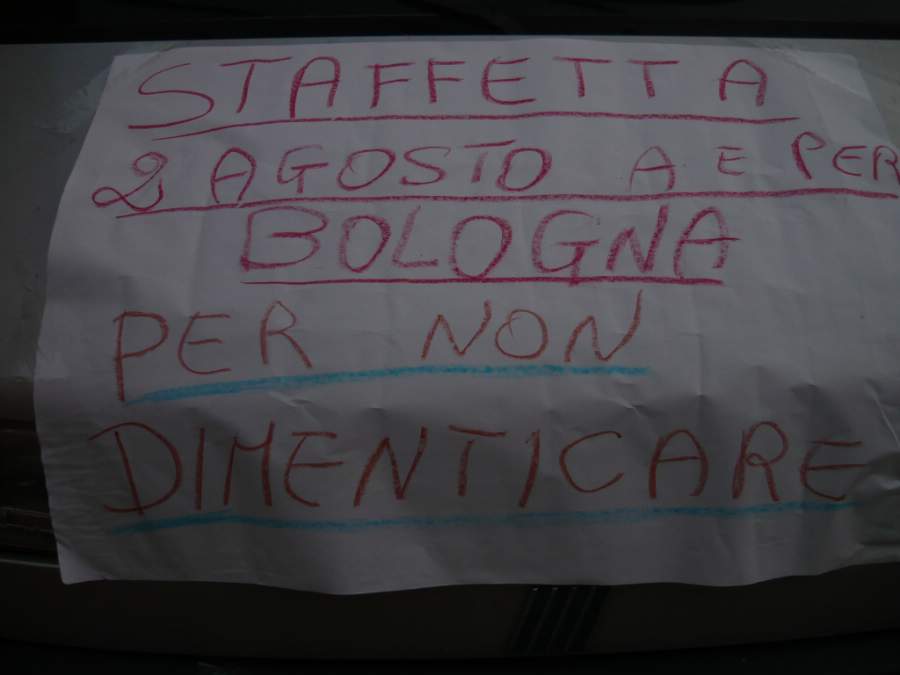 STAFFETTA
2 AGOSTO A E PER
BOLOGNA
PER NON
DIMENTICARE